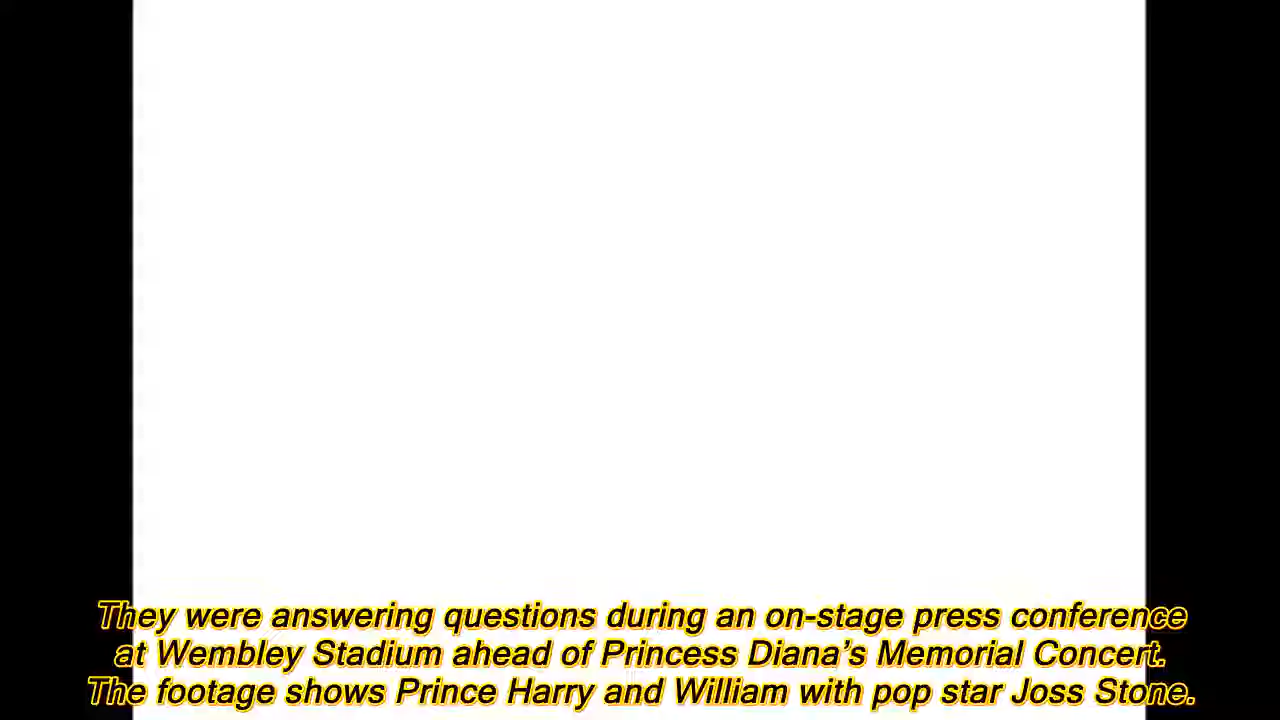 They were answering questions during an on-stage press conference
at Wembley Stadium ahead of Princess Diana’s Memorial Concert.
The footage shows Prince Harry and William with pop star Joss Stone.